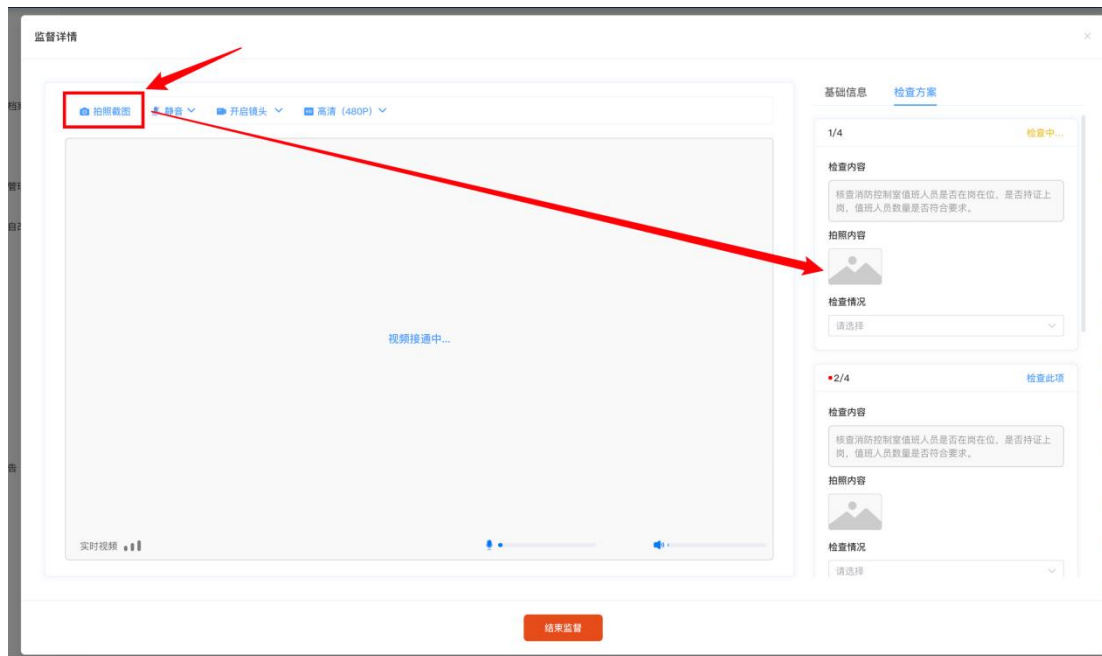 监督详情
拍照截图 静音 开启镜头 高清（480P）
视频接通中...
实时视频
基础信息 检查方案
1/4 检查中...
检查内容
核查消防控制室值班人员是否在岗在位，是否持证上
岗，值班人员数量是否符合要求。
拍照内容
检查情况
请选择
2/4 检查此项
检查内容
核查消防控制室值班人员是否在岗在位，是否持证上
岗，值班人员数量是否符合要求。
拍照内容
检查情况
请选择
结束监督